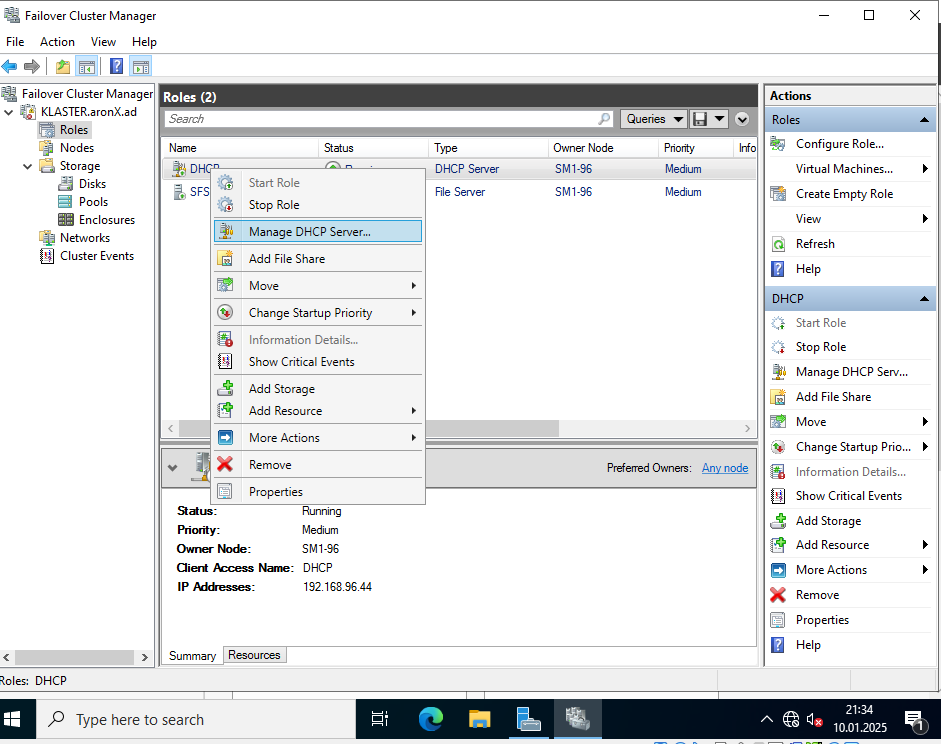 Failover Cluster Manager
File Action View Help
Failover Cluster Manager
KLASTER.aronX.ad
Roles
Nodes
Storage
Disks
Pools
Enclosures
Networks
Cluster Events
Roles (2)
Search
Queries
Name Status Type Owner Node Priority Info
DHCP Running DHCP Server SM1-96 Medium
SFS File Server SM1-96 Medium
Start Role
Stop Role
Manage DHCP Server...
Add File Share
Move
Change Startup Priority
Information Details...
Show Critical Events
Add Storage
Add Resource
More Actions
Remove
Properties
Preferred Owners: Any node
Status: Running
Priority: Medium
Owner Node: SM1-96
Client Access Name: DHCP
IP Addresses: 192.168.96.44
Summary Resources
Actions
Roles
Configure Role...
Virtual Machines...
Create Empty Role
View
Refresh
Help
DHCP
Start Role
Stop Role
Manage DHCP Serv...
Add File Share
Move
Change Startup Prio...
Information Details...
Show Critical Events
Add Storage
Add Resource
More Actions
Remove
Properties
Help
Roles: DHCP
Type here to search
21:34
10.01.2025
1